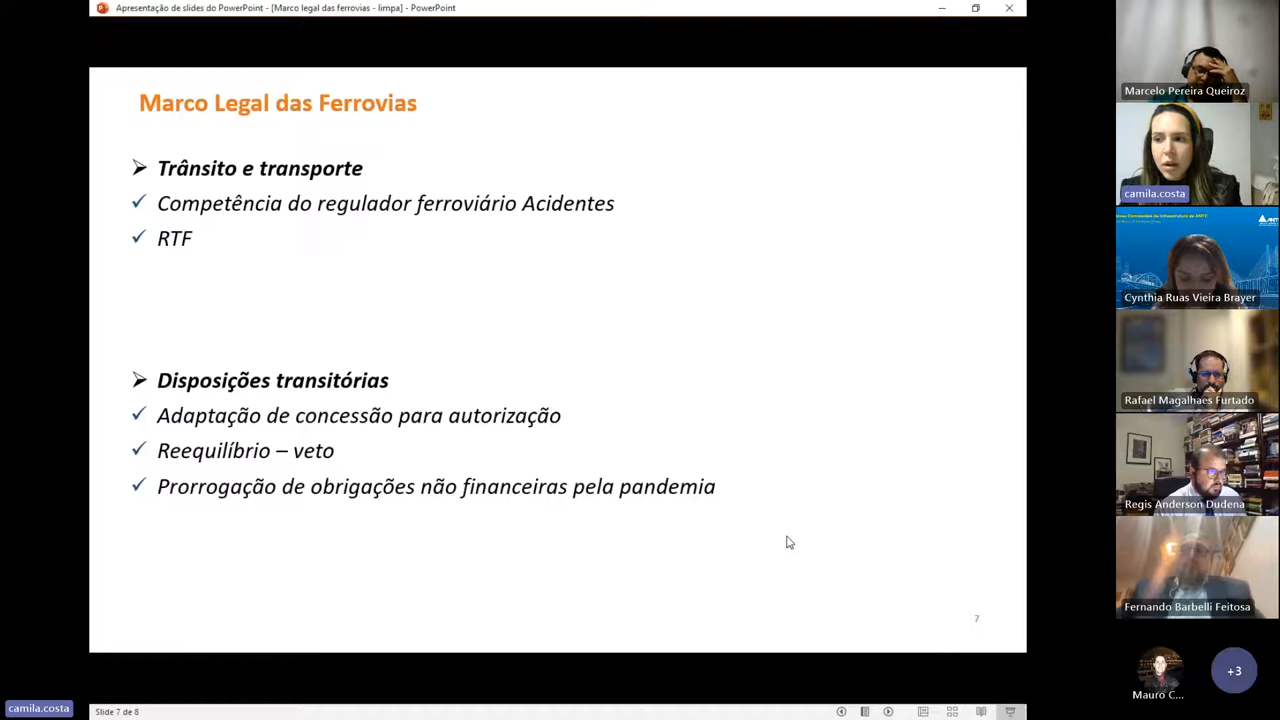 Apresentação de slides do PowerPoint - [Marco legal das ferrovias - limpa] - PowerPoint
Marco Legal das Ferrovias
Trânsito e transporte
Competência do regulador ferroviário Acidentes
RTF
Disposições transitórias
Adaptação de concessão para autorização
Reequilíbrio – veto
Prorrogação de obrigações não financeiras pela pandemia
7
Slide 7 de 8
camila.costa
Marcelo Pereira Queiroz
camila.costa
Cynthia Ruas Vieira Brayer
Rafael Magalhaes Furtado
Regis Anderson Dudena
Fernando Barbelli Feitosa
Mauro C...
+3